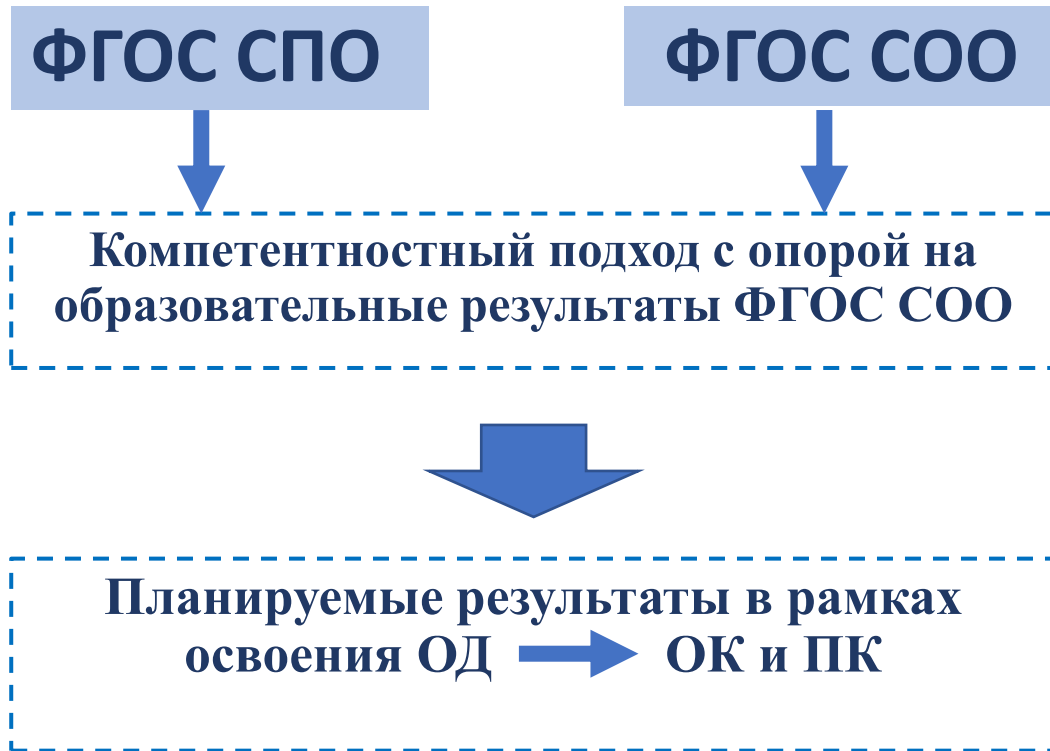 ФГОС СПО
ФГОС СОО
Компетентностный подход с опорой на
образовательные результаты ФГОС СОО
Планируемые результаты в рамках
освоения ОД ОК и ПК